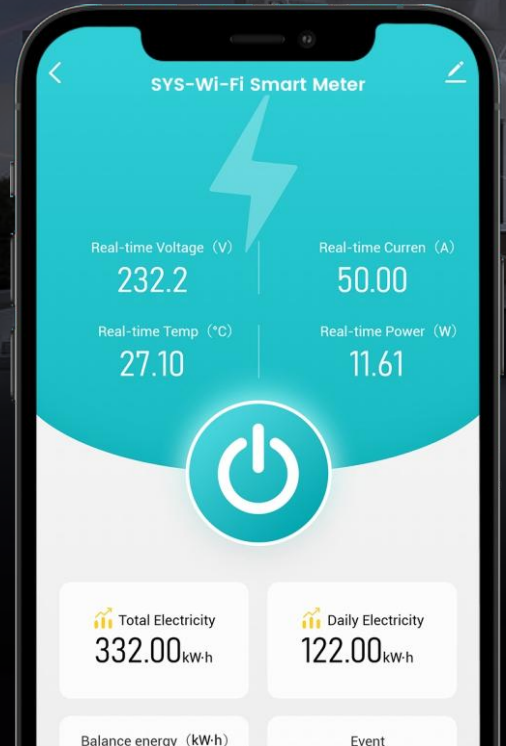 SYS-Wi-Fi Smart Meter
Real-time Voltage（V） Real-time Curren（A）
232.2 50.00
Real-time Temp（°C） Real-time Power（W）
27.10 11.61
Total Electricity Daily Electricity
332.00kW·h 122.00kW·h
Balance energy（kW·h） Event